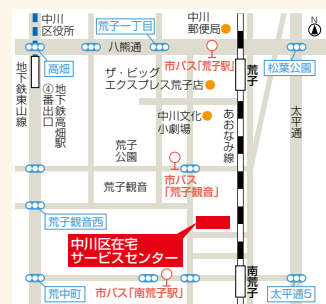 中川
区役所
荒子一丁目
中川
郵便局
N
八熊通
市バス「荒子駅」
高畑
荒子
松葉公園
ザ・ビッグ
エクスプレス荒子店
地下鉄東山線
④番出口
地下鉄高畑駅
中川文化
小劇場
あおなみ線
太平通
荒子
公園
市バス
「荒子観音」
荒子観音
荒子観音西
中川区在宅
サービスセンター
南荒子
荒中町
市バス「南荒子駅」
太平通5